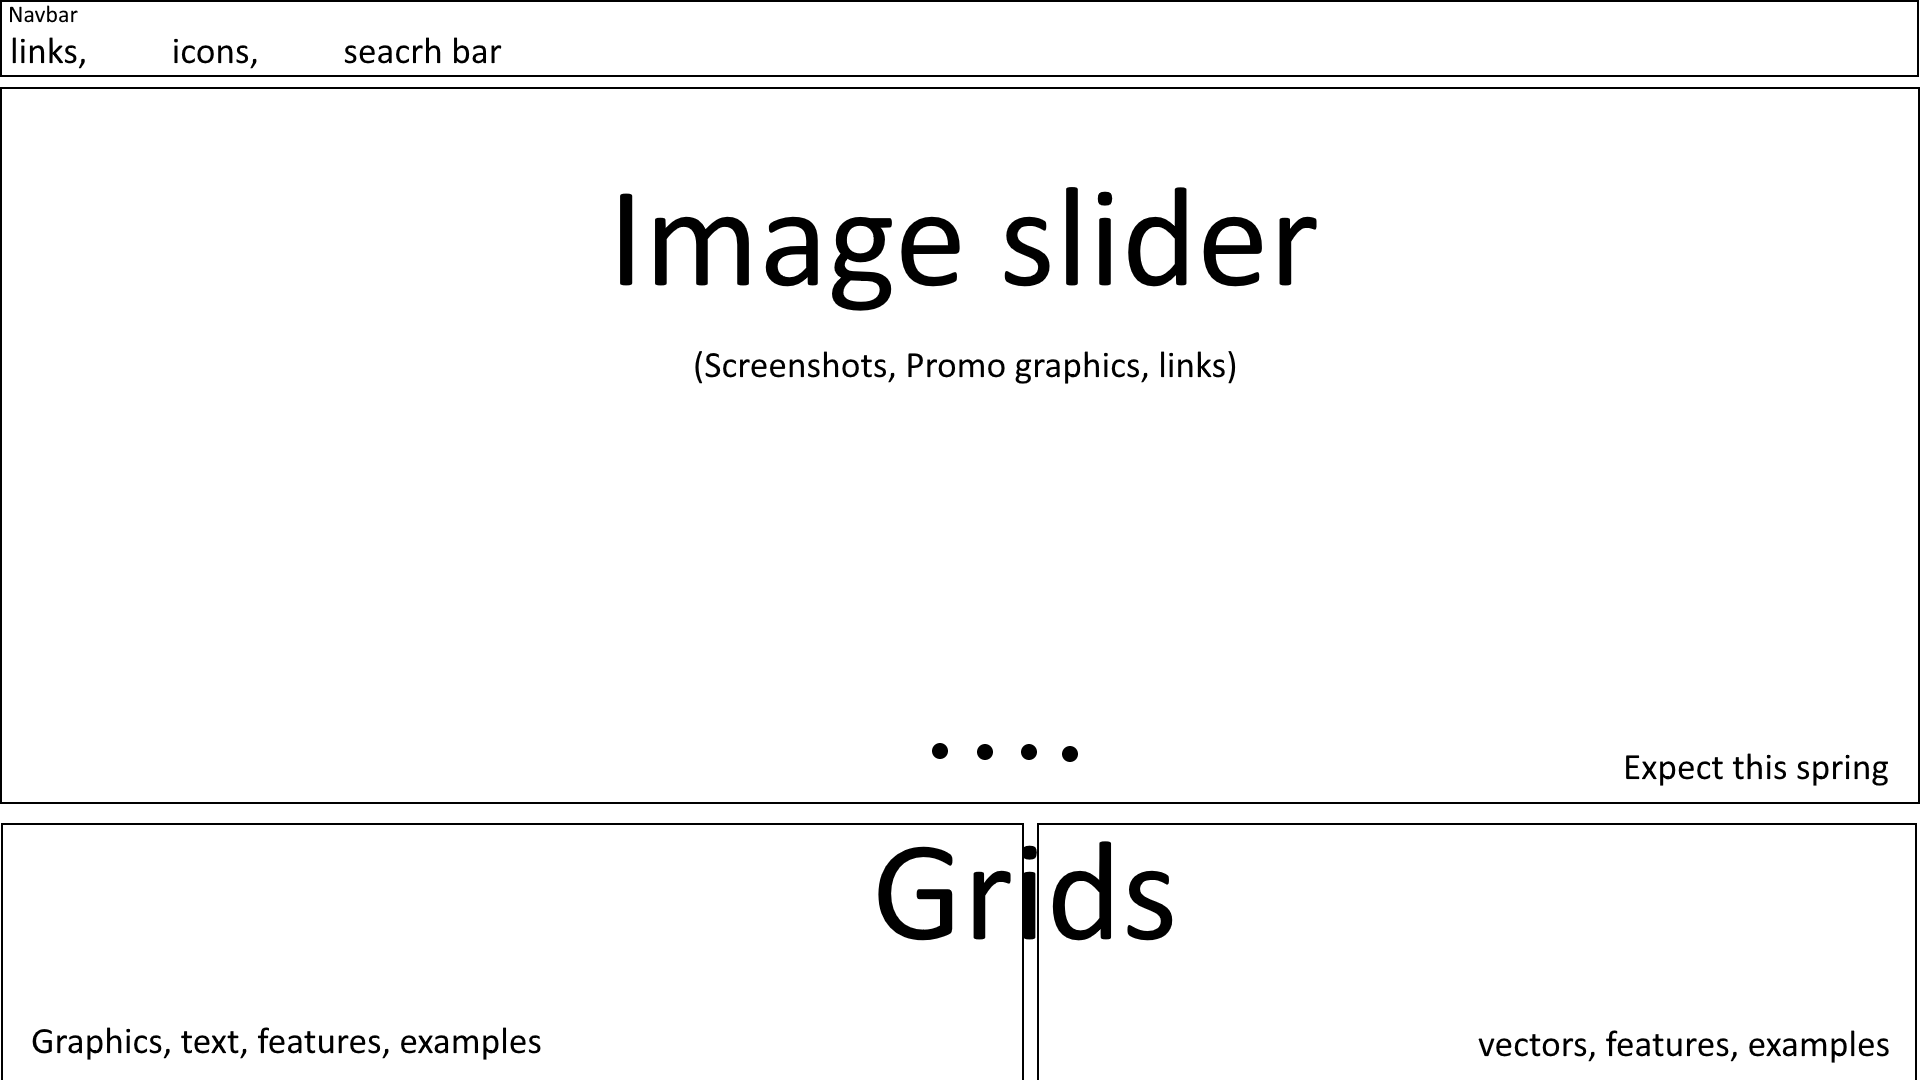 Navbar
links, icons, seacrh bar
Image slider
(Screenshots, Promo graphics, links)
Expect this spring
Grids
Graphics, text, features, examples
vectors, features, examples